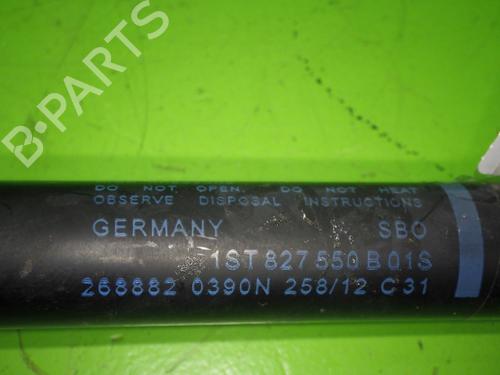 B-PARTS
DO NOT OPEN. DO NOT HEAT
OBSERVE DISPOSAL INSTRUCTIONS
GERMANY SBO
1ST 827 550 B 01S
268882 0390N 258/12 C 31